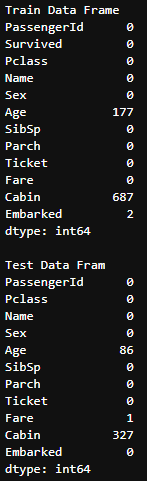 Train Data Frame
PassengerId      0
Survived         0
Pclass           0
Name             0
Sex              0
Age            177
SibSp            0
Parch            0
Ticket           0
Fare             0
Cabin          687
Embarked         2
dtype: int64

Test Data Fram
PassengerId      0
Pclass           0
Name             0
Sex              0
Age             86
SibSp            0
Parch            0
Ticket           0
Fare             1
Cabin          327
Embarked         0
dtype: int64